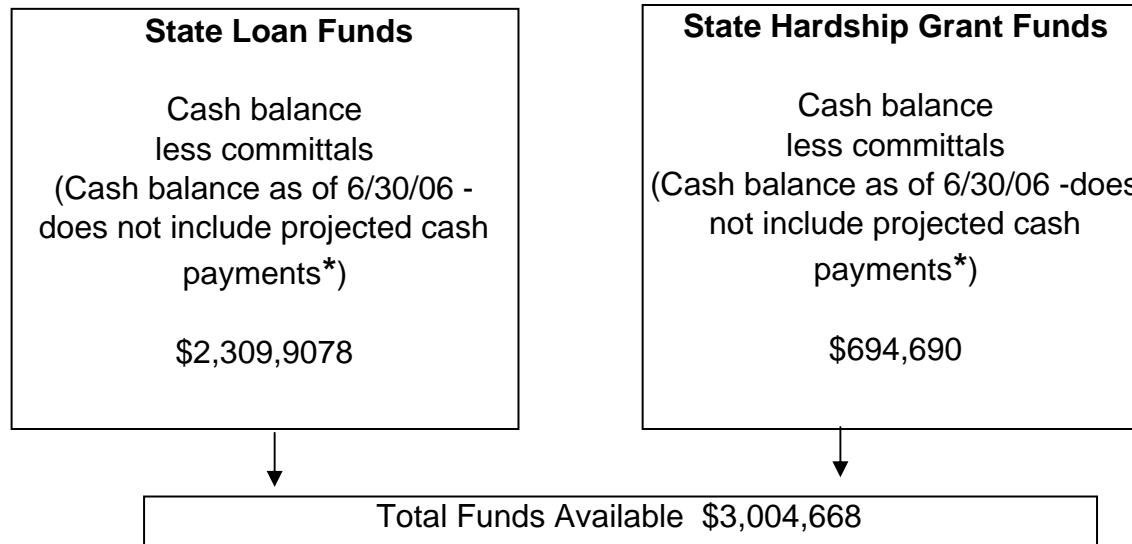 State Loan Funds
Cash balance
less committals
(Cash balance as of 6/30/06 -
does not include projected cash
payments*)
$2,309,9078
State Hardship Grant Funds
Cash balance
less committals
(Cash balance as of 6/30/06 -does
not include projected cash
payments*)
$694,690
Total Funds Available $3,004,668